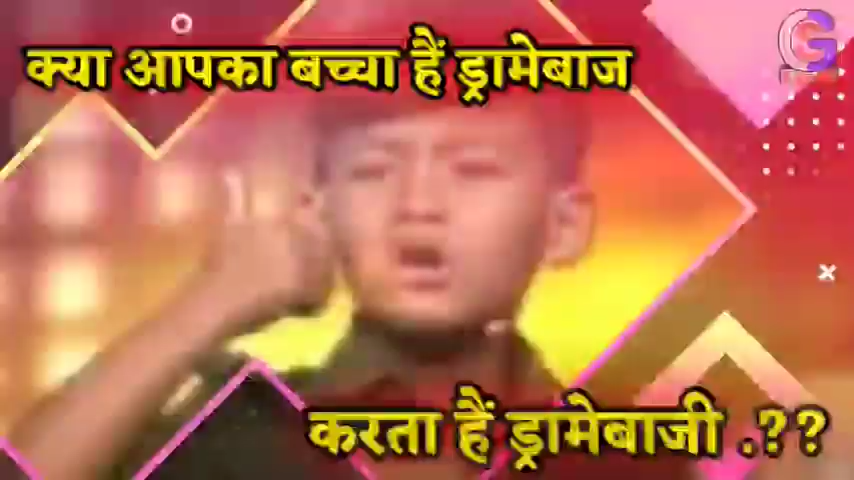 क्या आपका बच्चा हैं ड्रामेबाज
करता हैं ड्रामेबाजी .??